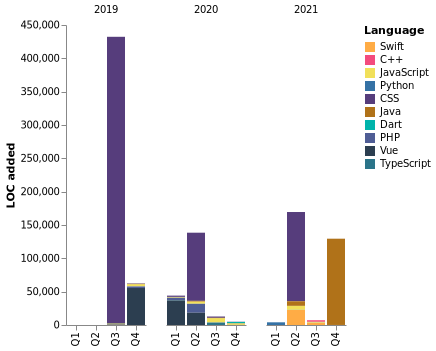 2019 2020 2021
450,000
400,000
350,000
300,000
250,000
200,000
150,000
100,000
50,000
0
LOC added
Q1 Q2 Q3 Q4 Q1 Q2 Q3 Q4 Q1 Q2 Q3 Q4
Language
Swift
C++
JavaScript
Python
CSS
Java
Dart
PHP
Vue
TypeScript